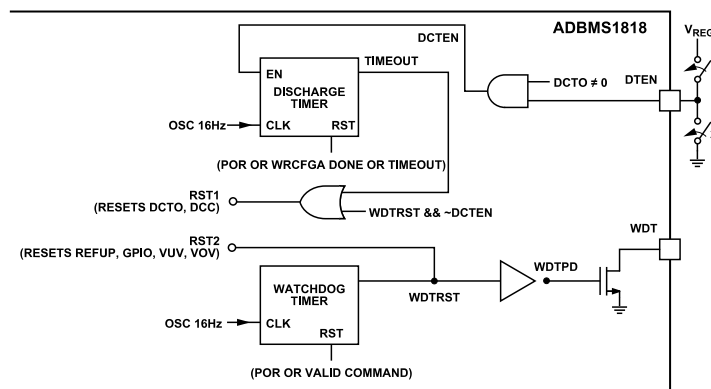 ADBMS1818
DCTEN
VREG
TIMEOUT
EN
DTEN
DCTO ≠ 0
DISCHARGE
TIMER
OSC 16Hz
CLK
RST
(POR OR WRCFGA DONE OR TIMEOUT)
RST1
(RESETS DCTO, DCC)
WDTRST && ~DCTEN
RST2
(RESETS REFUP, GPIO, VUV, VOV)
WDT
WDTPD
WATCHDOG
TIMER
WDTRST
OSC 16Hz
CLK
RST
(POR OR VALID COMMAND)